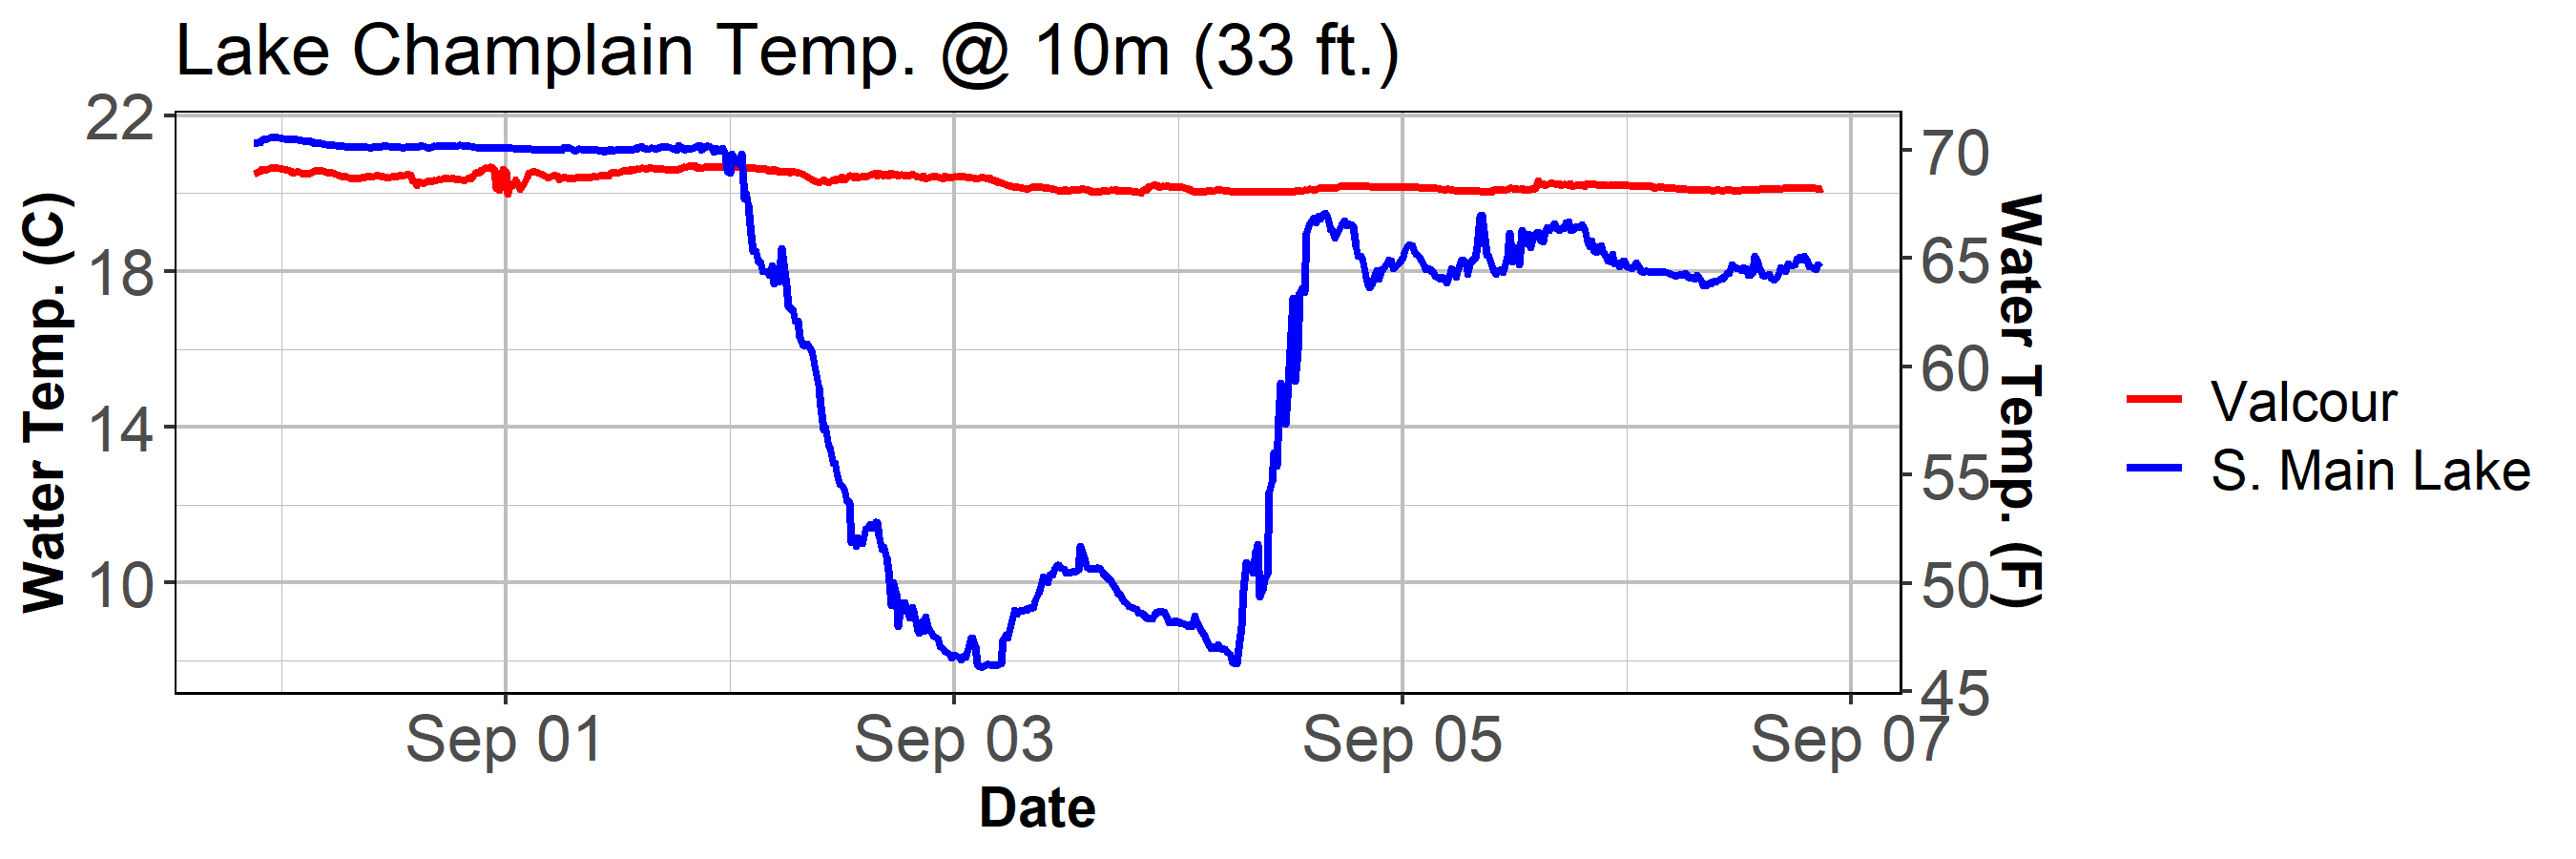 Lake Champlain Temp. @ 10m (33 ft.)
Water Temp. (C)
22
18
14
10
70
65
60
55
50
45
Water Temp. (F)
Sep 01
Sep 03
Sep 05
Sep 07
Date
Valcour
S. Main Lake